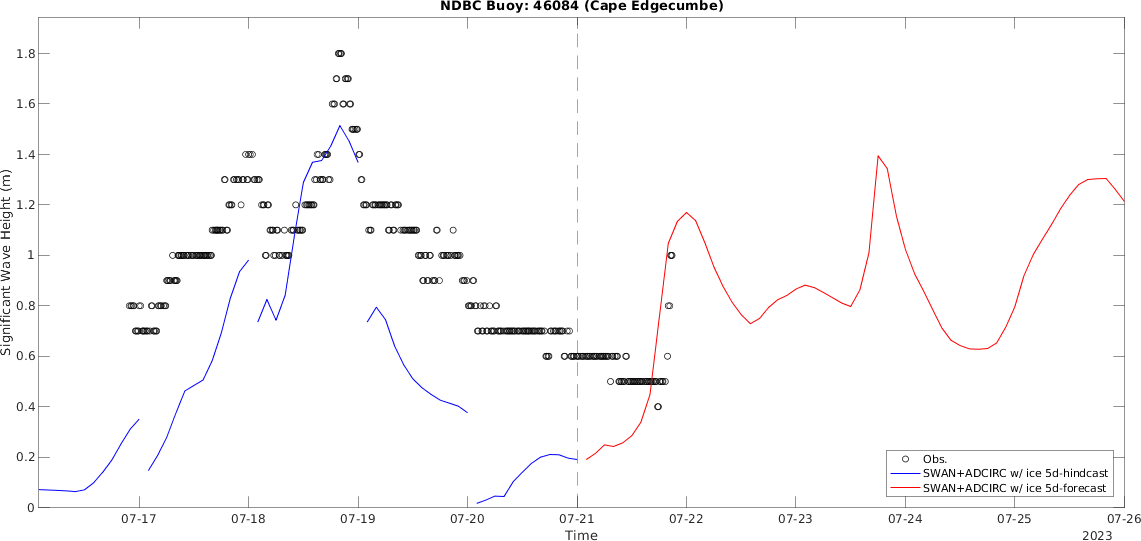 NDBC Buoy: 46084 (Cape Edgecumbe)
Significant Wave Height (m)
1.8
1.6
1.4
1.2
1
0.8
0.6
0.4
0.2
0
Obs.
SWAN+ADCIRC w/ ice 5d-hindcast
SWAN+ADCIRC w/ ice 5d-forecast
07-17 07-18 07-19 07-20 07-21 07-22 07-23 07-24 07-25 07-26
Time
2023